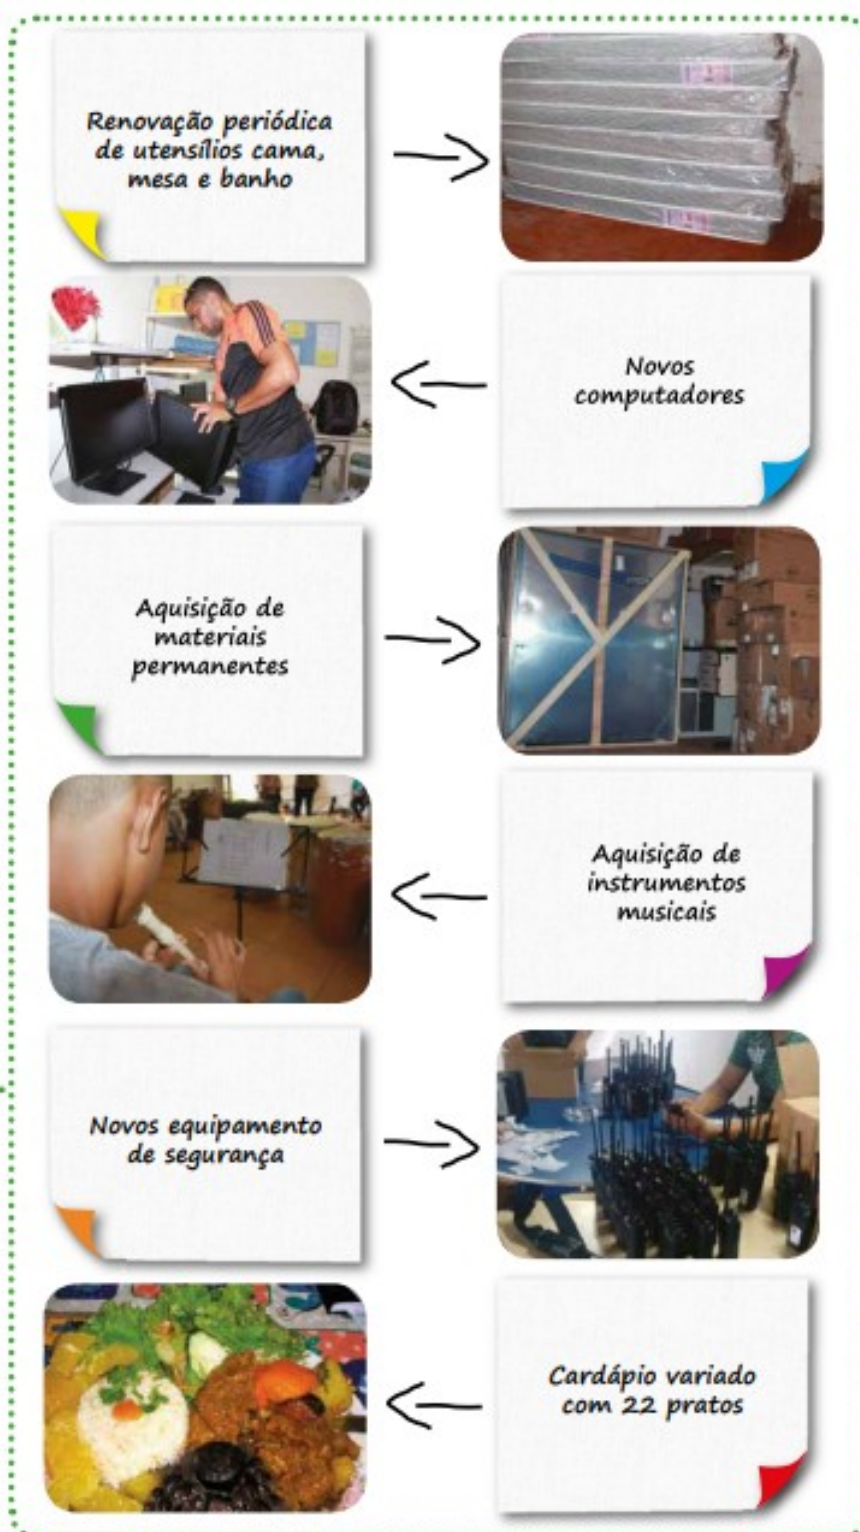 Renovação periódica
de utensílios cama,
mesa e banho
Novos
computadores
Aquisição de
materiais
permanentes
Aquisição de
instrumentos
musicais
Novos equipamento
de segurança
Cardápio variado
com 22 pratos